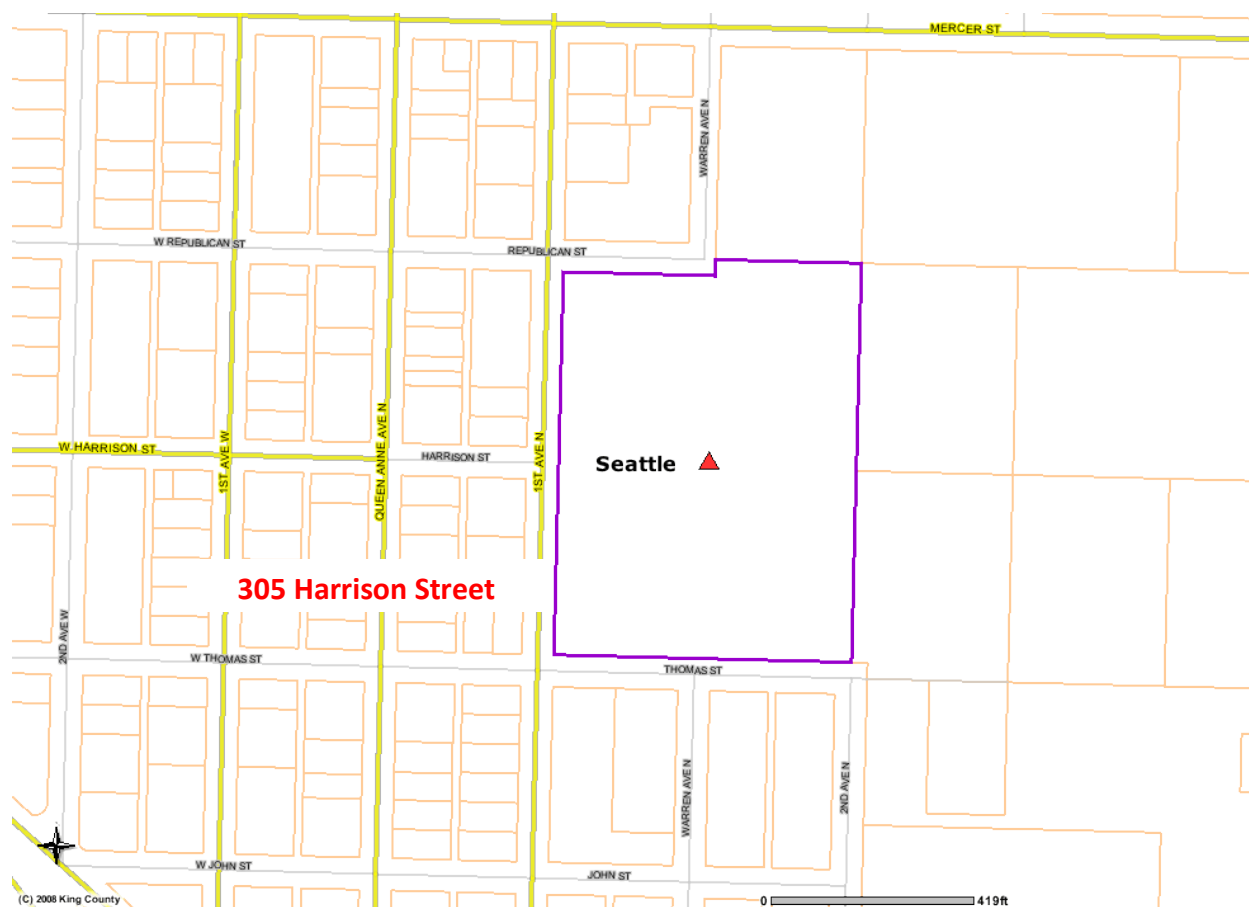 MERCER ST
WARREN AVE N
W REPUBLICAN ST
REPUBLICAN ST
W HARRISON ST
HARRISON ST
1ST AVE W
QUEEN ANNE AVE N
1ST AVE N
Seattle
305 Harrison Street
2ND AVE W
W THOMAS ST
THOMAS ST
WARREN AVE N
2ND AVE N
W JOHN ST
JOHN ST
(C) 2008 King County
0 419ft